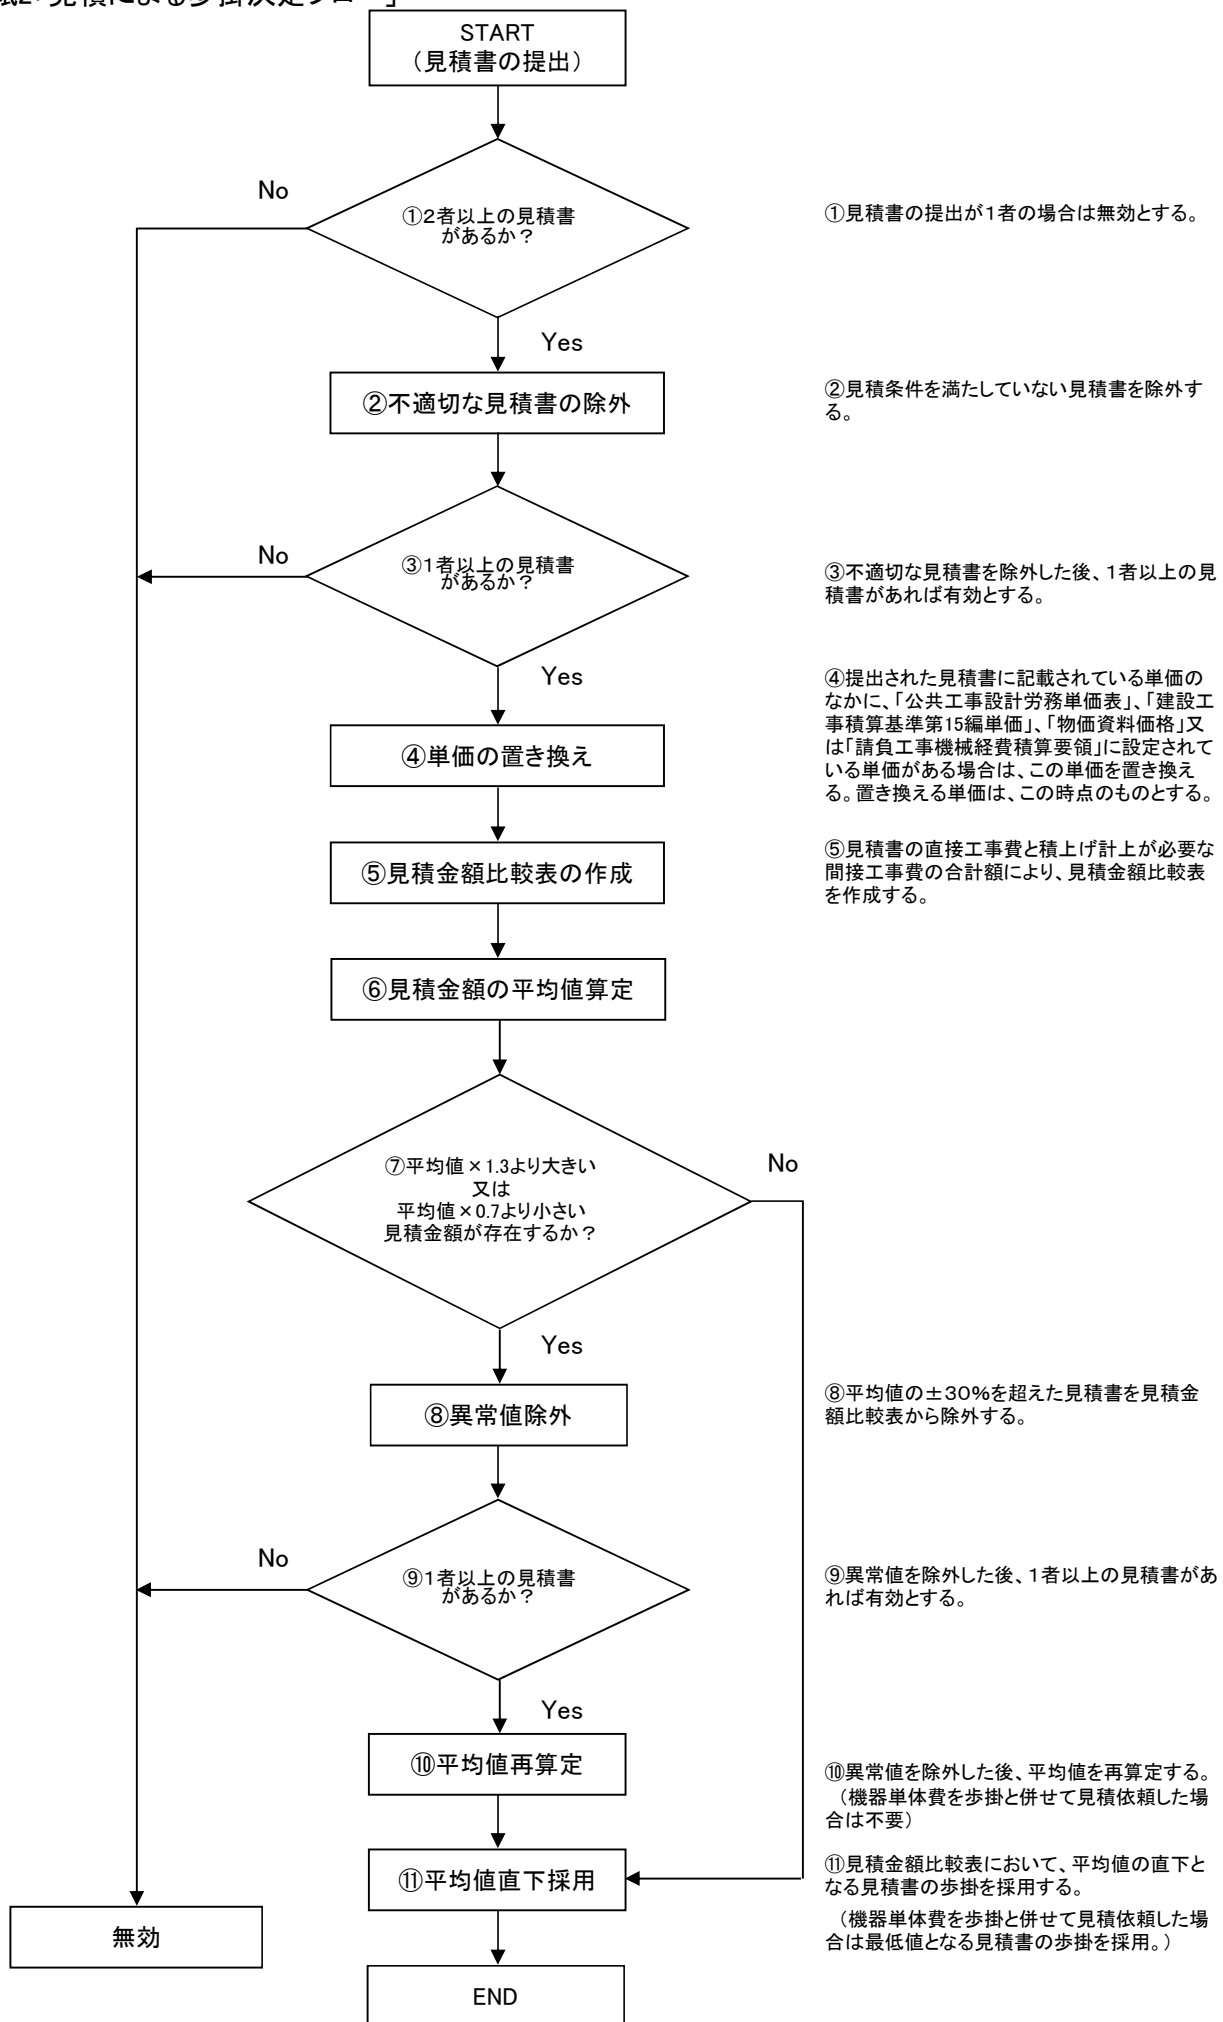 見積による歩掛決定フロー」
START
（見積書の提出）
No
①2者以上の見積書
があるか？
①見積書の提出が1者の場合は無効とする。
Yes
②不適切な見積書の除外
②見積条件を満たしていない見積書を除外す
る。
No
③1者以上の見積書
があるか？
③不適切な見積書を除外した後、1者以上の見
積書があれば有効とする。
Yes
④単価の置き換え
④提出された見積書に記載されている単価の
なかに、「公共工事設計労務単価表」、「建設工
事積算基準第15編単価」、「物価資料価格」又
は「請負工事機械経費積算要領」に設定されて
いる単価がある場合は、この単価を置き換え
る。置き換える単価は、この時点のものとする。
⑤見積金額比較表の作成
⑤見積書の直接工事費と積上げ計上が必要な
間接工事費の合計額により、見積金額比較表
を作成する。
⑥見積金額の平均値算定
⑦平均値×1.3より大きい
又は
平均値×0.7より小さい
見積金額が存在するか？
No
Yes
⑧異常値除外
⑧平均値の±30%を超えた見積書を見積金
額比較表から除外する。
No
⑨1者以上の見積書
があるか？
⑨異常値を除外した後、1者以上の見積書があ
れば有効とする。
Yes
⑩平均値再算定
⑩異常値を除外した後、平均値を再算定する。
（機器単体費を歩掛と併せて見積依頼した場
合は不要）
⑪平均値直下採用
⑪見積金額比較表において、平均値の直下と
なる見積書の歩掛を採用する。
（機器単体費を歩掛と併せて見積依頼した場
合は最低値となる見積書の歩掛を採用。）
無効
END